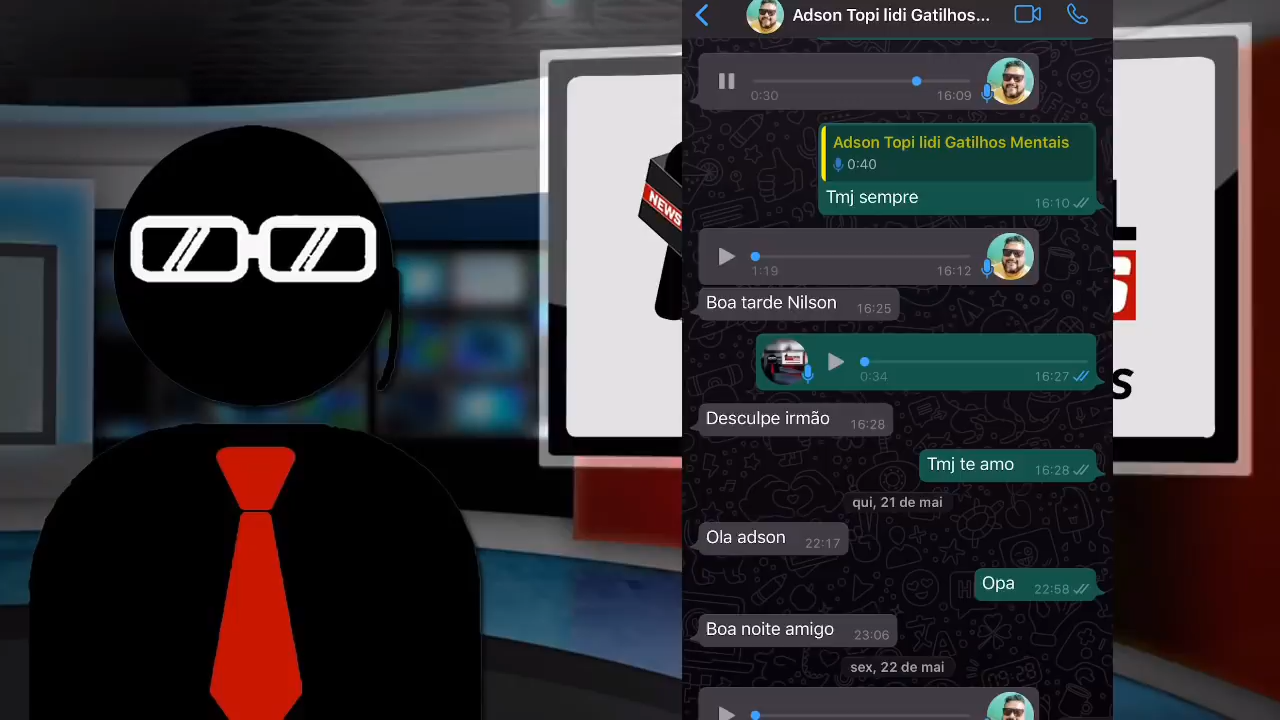 Adson Topi lidi Gatilhos...
0:30 16:09
NEWS
Adson Topi lidi Gatilhos Mentais
0:40
Tmj sempre 16:10
1:19 16:12
Boa tarde Nilson 16:25
0:34 16:27
Desculpe irmão 16:28
Tmj te amo 16:28
qui, 21 de mai
Ola adson 22:17
Opa 22:58
Boa noite amigo 23:06
sex, 22 de mai